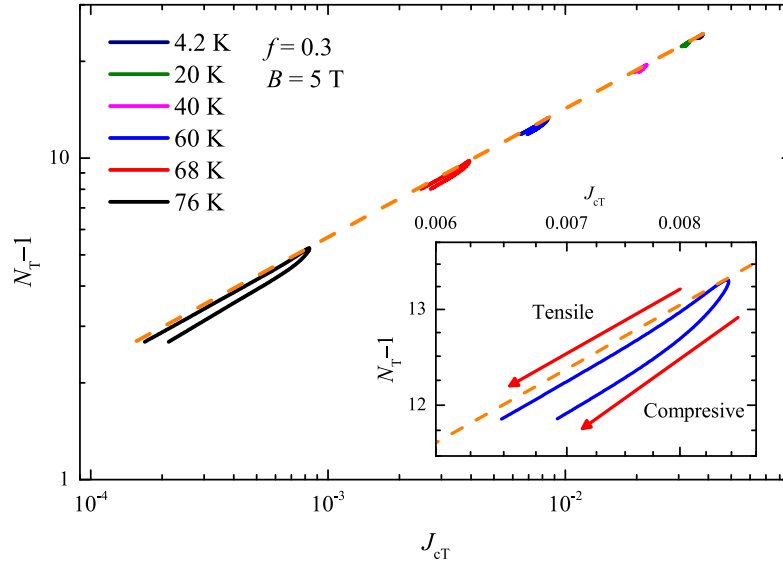 4.2 K
20 K
40 K
60 K
68 K
76 K
f = 0.3
B = 5 T
N_T−1
10
1
10^-4
10^-3
10^-2
J_cT
J_cT
0.006
0.007
0.008
N_T−1
13
12
Tensile
Compresive